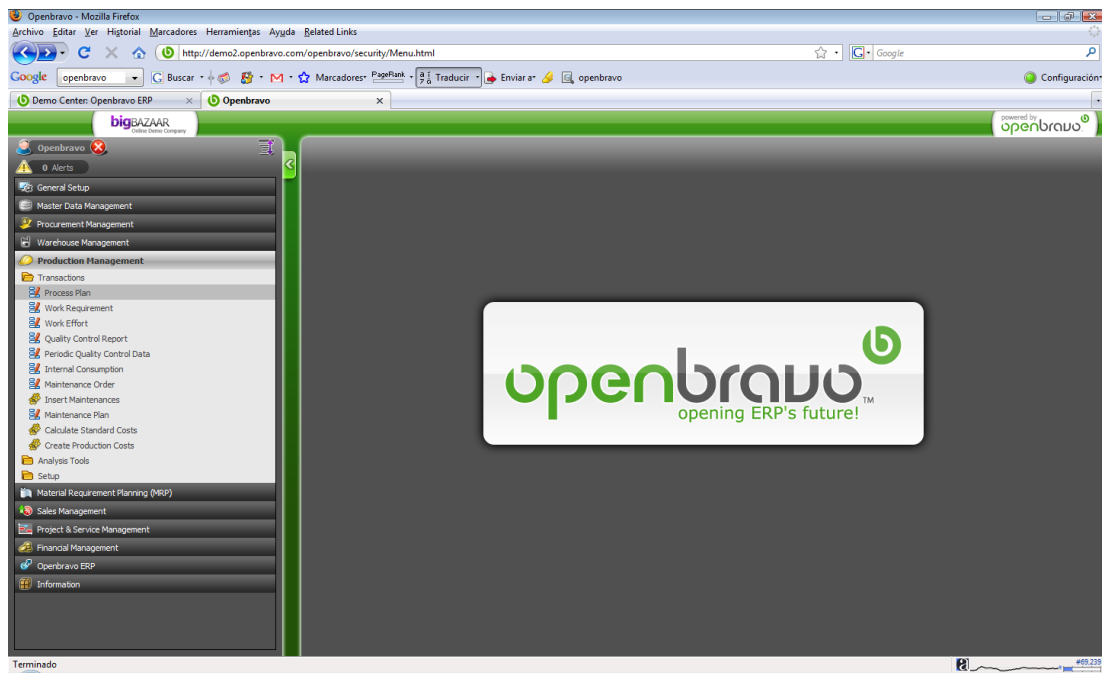 Openbravo - Mozilla Firefox
Archivo Editar Ver Historial Marcadores Herramientas Ayuda Related Links
http://demo2.openbravo.com/openbravo/security/Menu.html
Google
Google openbravo Buscar Marcadores PageRank Traducir Enviar a openbravo Configuración
Demo Center: Openbravo ERP
Openbravo
bigBAZAAR
Online Demo Company
powered by
openbravo
Openbravo
0 Alerts
General Setup
Master Data Management
Procurement Management
Warehouse Management
Production Management
Transactions
Process Plan
Work Requirement
Work Effort
Quality Control Report
Periodic Quality Control Data
Internal Consumption
Maintenance Order
Insert Maintenances
Maintenance Plan
Calculate Standard Costs
Create Production Costs
Analysis Tools
Setup
Material Requirement Planning (MRP)
Sales Management
Project & Service Management
Financial Management
Openbravo ERP
Information
openbravo™
opening ERP's future!
Terminado
#69.239